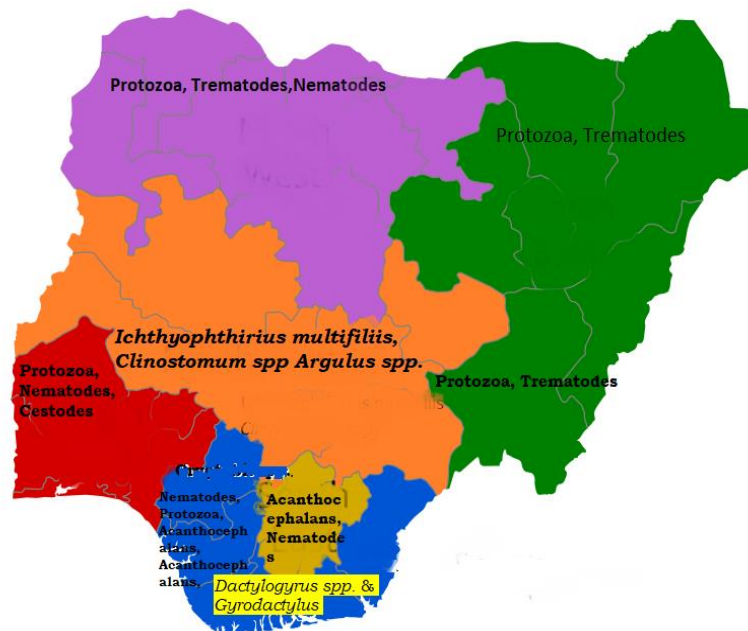 Protozoa, Trematodes,Nematodes
Protozoa, Trematodes
Ichthyophthirius multifiliis,
Clinostomum spp Argulus spp.
Protozoa,
Nematodes,
Cestodes
Protozoa, Trematodes
Nematodes,
Protozoa,
Acanthoceph
alans,
Acanthoceph
alans,
Acanthoc
ephalans,
Nematode
s
Dactylogyrus spp. &
Gyrodactylus